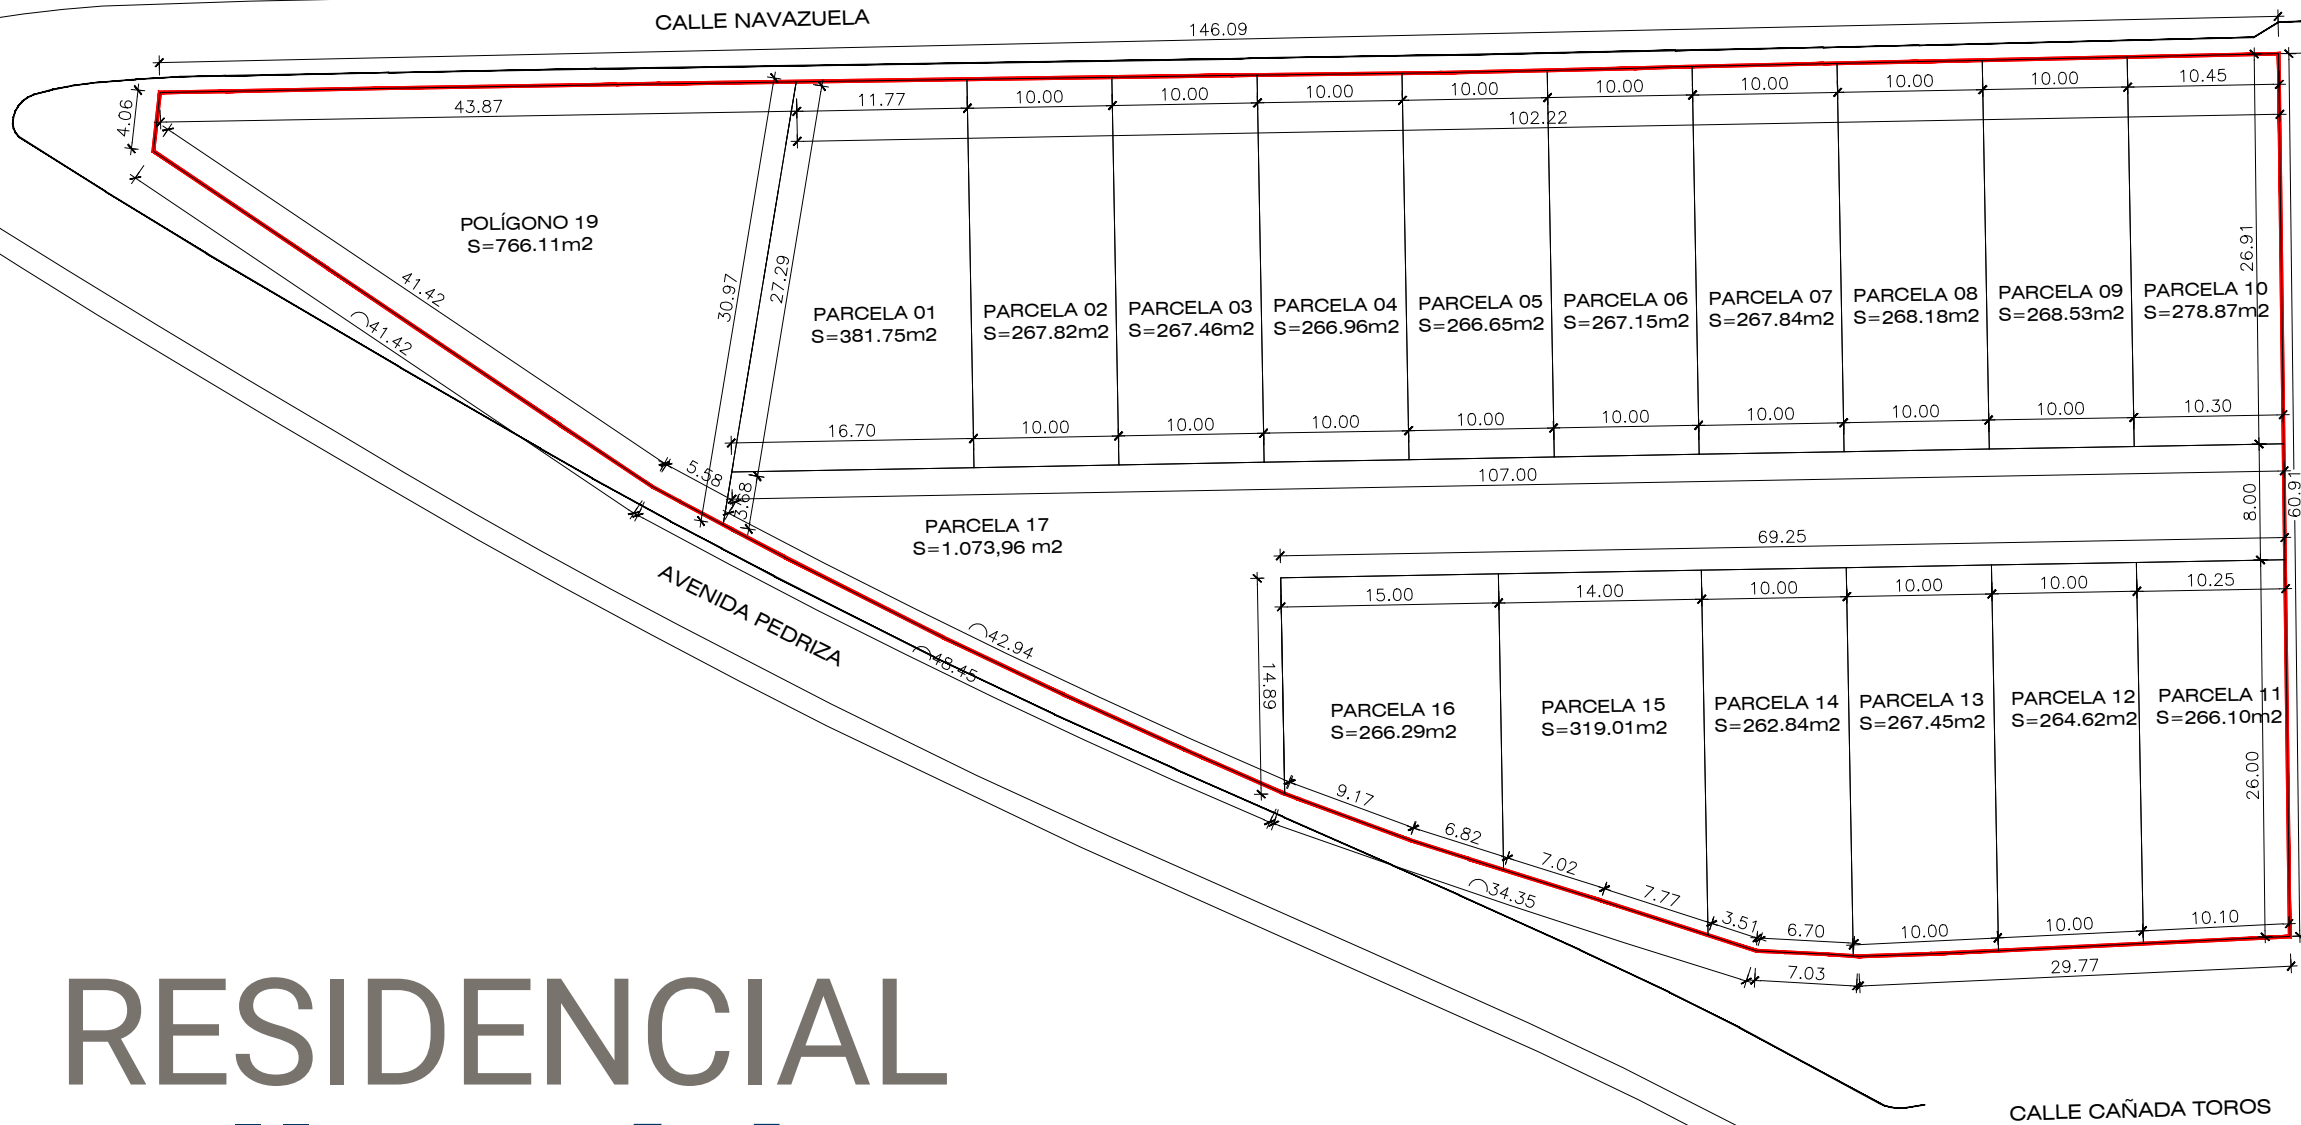 CALLE NAVAZUELA
146.09
4.06
43.87
11.77
10.00
10.00
10.00
10.00
10.00
10.00
10.00
10.00
10.45
102.22
POLÍGONO 19
S=766.11m2
41.42
41.42
30.97
27.29
26.91
PARCELA 01
S=381.75m2
PARCELA 02
S=267.82m2
PARCELA 03
S=267.46m2
PARCELA 04
S=266.96m2
PARCELA 05
S=266.65m2
PARCELA 06
S=267.15m2
PARCELA 07
S=267.84m2
PARCELA 08
S=268.18m2
PARCELA 09
S=268.53m2
PARCELA 10
S=278.87m2
16.70
10.00
10.00
10.00
10.00
10.00
10.00
10.00
10.00
10.30
5.58
3.68
107.00
8.00
60.91
PARCELA 17
S=1.073,96 m2
69.25
AVENIDA PEDRIZA
42.94
48.45
15.00
14.00
10.00
10.00
10.00
10.25
14.89
PARCELA 16
S=266.29m2
PARCELA 15
S=319.01m2
PARCELA 14
S=262.84m2
PARCELA 13
S=267.45m2
PARCELA 12
S=264.62m2
PARCELA 11
S=266.10m2
26.00
9.17
6.82
7.02
7.77
3.51
34.35
6.70
10.00
10.00
10.10
7.03
29.77
RESIDENCIAL
CALLE CAÑADA TOROS